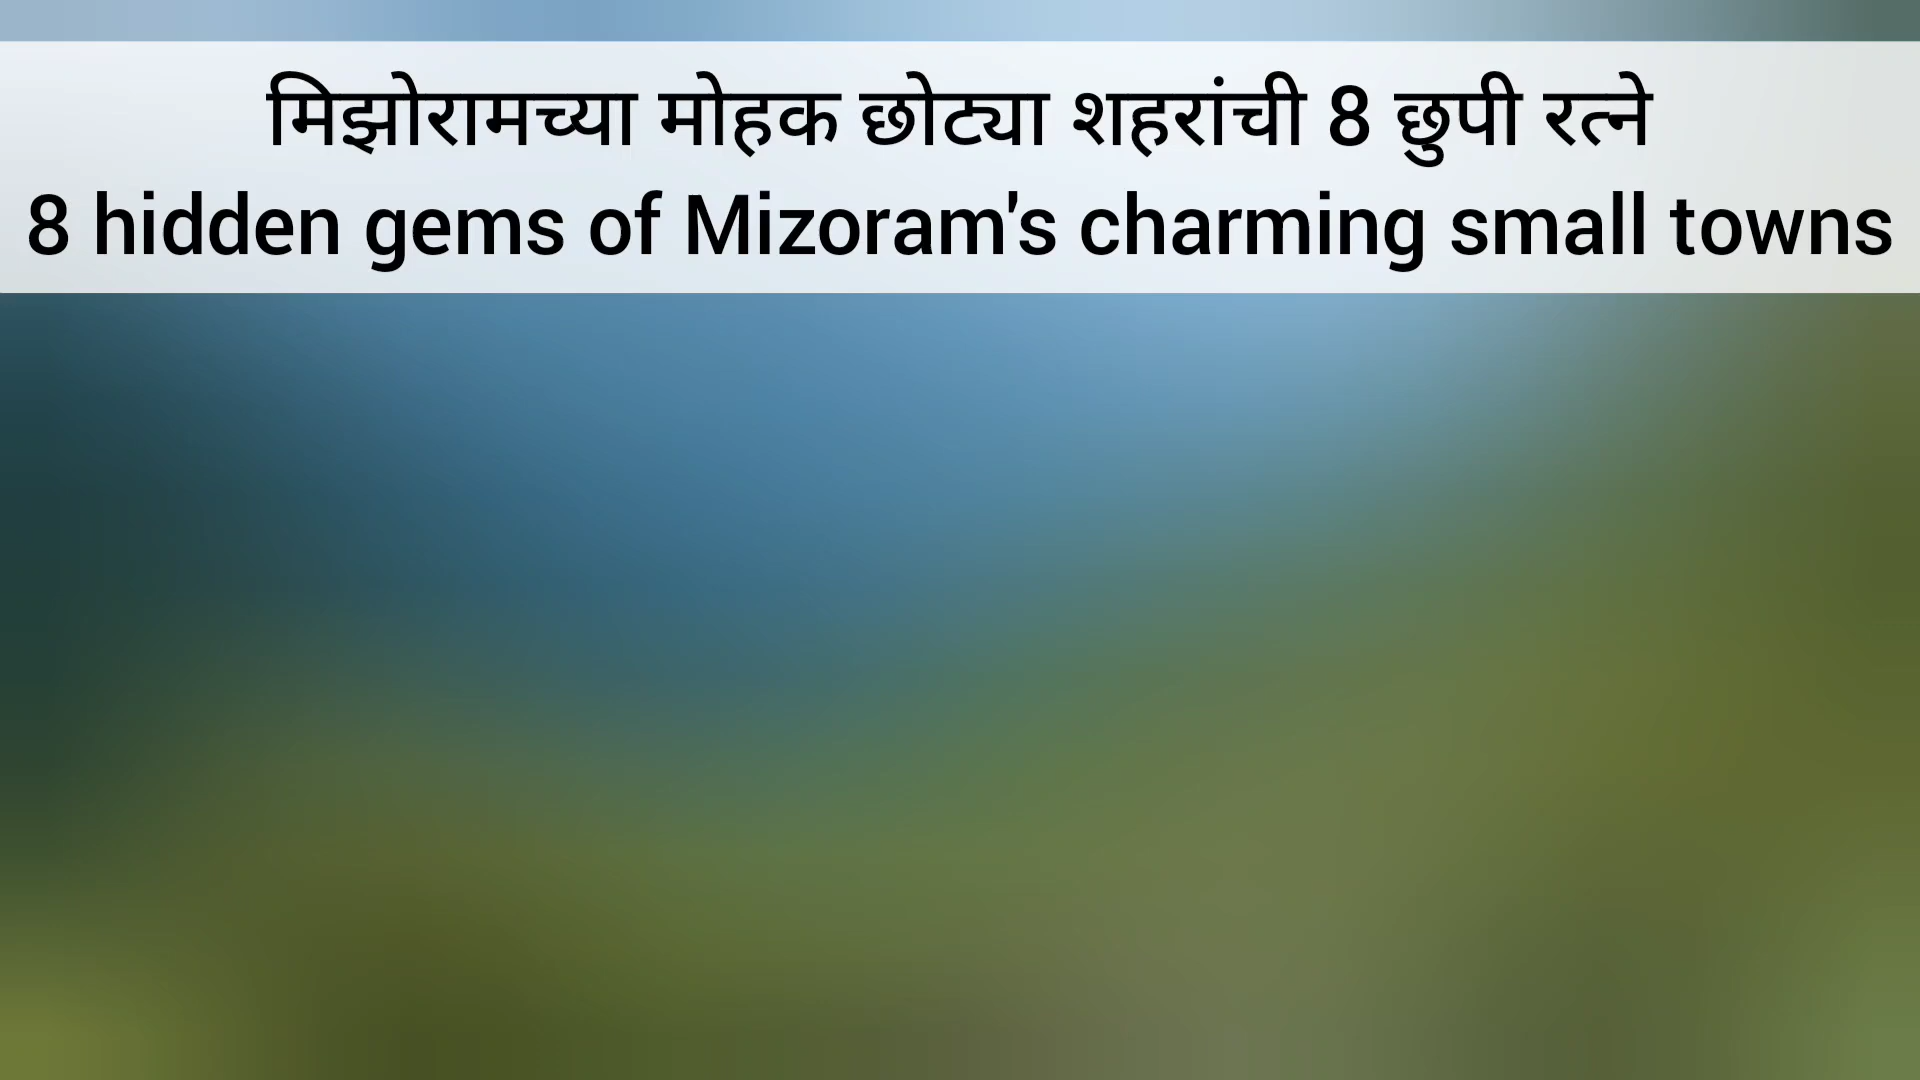 मिझोरामच्या मोहक छोट्या शहरांची 8 छुपी रत्ने
8 hidden gems of Mizoram's charming small towns